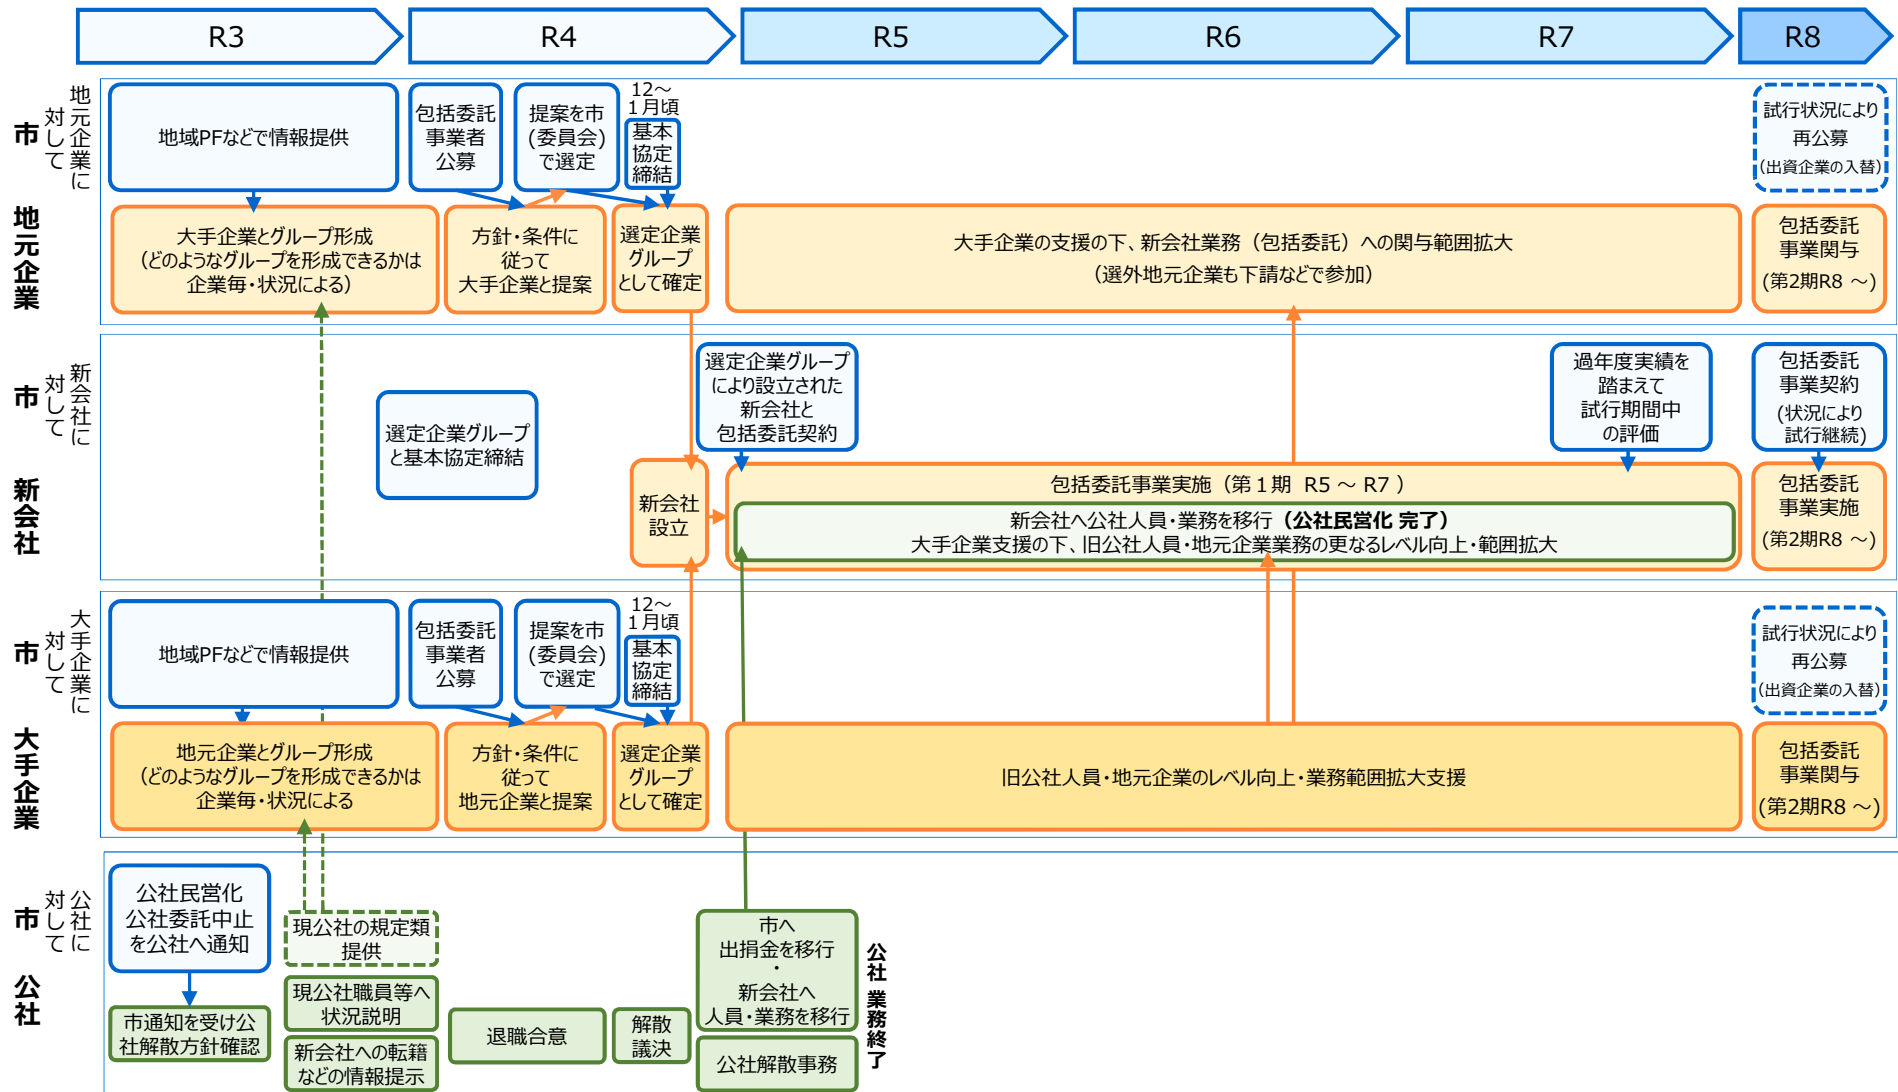 R3
R4
R5
R6
R7
R8
市
地元企業に
対して
地域PFなどで情報提供
包括委託
事業者
公募
提案を市
(委員会)
で選定
12～
1月頃
基本
協定
締結
試行状況により
再公募
(出資企業の入替)
地元企業
大手企業とグループ形成
(どのようなグループを形成できるかは
企業毎・状況による)
方針・条件に
従って
大手企業と提案
選定企業
グループ
として確定
大手企業の支援の下、新会社業務（包括委託）への関与範囲拡大
(選外地元企業も下請などで参加)
包括委託
事業関与
(第2期R8 ～)
市
新会社に
対して
選定企業グループ
と基本協定締結
選定企業グループ
により設立された
新会社と
包括委託契約
過年度実績を
踏まえて
試行期間中
の評価
包括委託
事業契約
(状況により
試行継続)
新会社
新会社
設立
包括委託事業実施（第１期 R5 ～ R7 ）
新会社へ公社人員・業務を移行（公社民営化 完了）
大手企業支援の下、旧公社人員・地元企業業務の更なるレベル向上・範囲拡大
包括委託
事業実施
(第2期R8 ～)
市
大手企業に
対して
地域PFなどで情報提供
包括委託
事業者
公募
提案を市
(委員会)
で選定
12～
1月頃
基本
協定
締結
試行状況により
再公募
(出資企業の入替)
大手企業
地元企業とグループ形成
(どのようなグループを形成できるかは
企業毎・状況による
方針・条件に
従って
地元企業と提案
選定企業
グループ
として確定
旧公社人員・地元企業のレベル向上・業務範囲拡大支援
包括委託
事業関与
(第2期R8 ～)
市
公社に
対して
公社民営化
公社委託中止
を公社へ通知
現公社の規定類
提供
市へ
出捐金を移行
・
新会社へ
人員・業務を移行
公社 業務終了
公社
市通知を受け公
社解散方針確認
現公社職員等へ
状況説明
新会社への転籍
などの情報提示
退職合意
解散
議決
公社解散事務